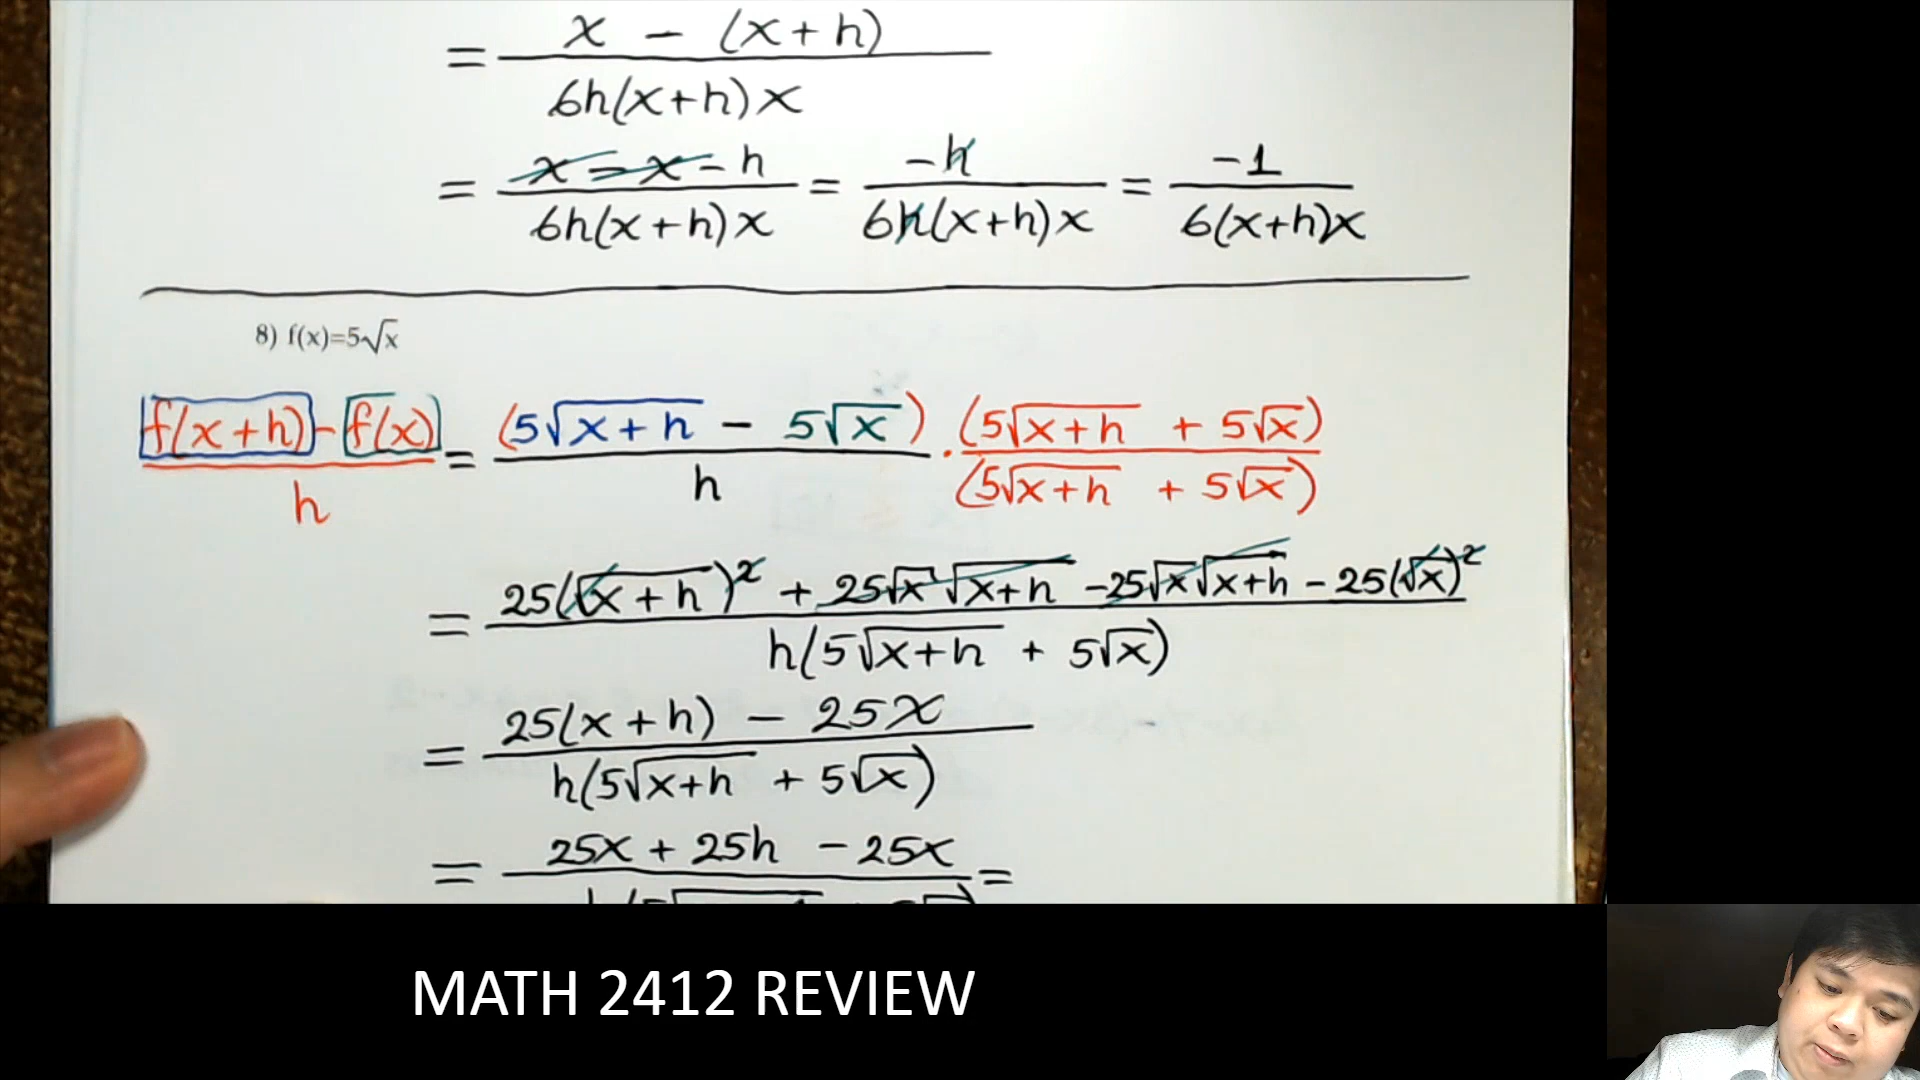 = x - (x+h) / 6h(x+h)x
= x - x - h / 6h(x+h)x = -h / 6h(x+h)x = -1 / 6(x+h)x
8) f(x)=5√x
f(x+h) - f(x) / h = (5√x+h - 5√x) / h · (5√x+h + 5√x) / (5√x+h + 5√x)
= 25(√x+h)² + 25√x √x+h - 25√x √x+h - 25(√x)² / h(5√x+h + 5√x)
= 25(x+h) - 25x / h(5√x+h + 5√x)
= 25x + 25h - 25x =
MATH 2412 REVIEW